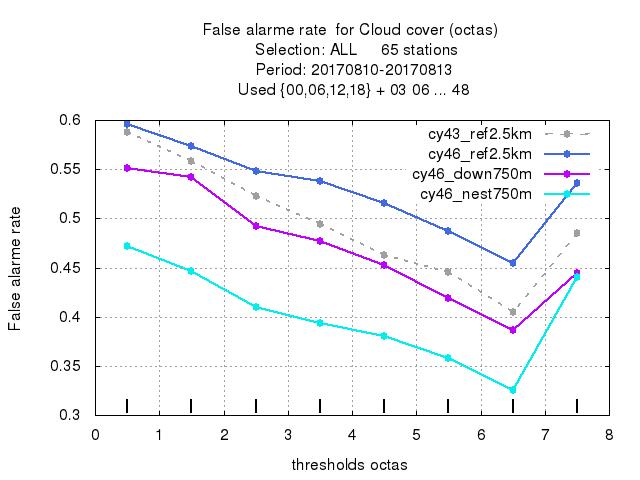 False alarme rate  for Cloud cover (octas)
Selection: ALL     65 stations
Period: 20170810-20170813
Used {00,06,12,18} + 03 06 ... 48
cy43_ref2.5km
cy46_ref2.5km
cy46_down750m
cy46_nest750m
False alarme rate
0.6
0.55
0.5
0.45
0.4
0.35
0.3
0 1 2 3 4 5 6 7 8
thresholds octas